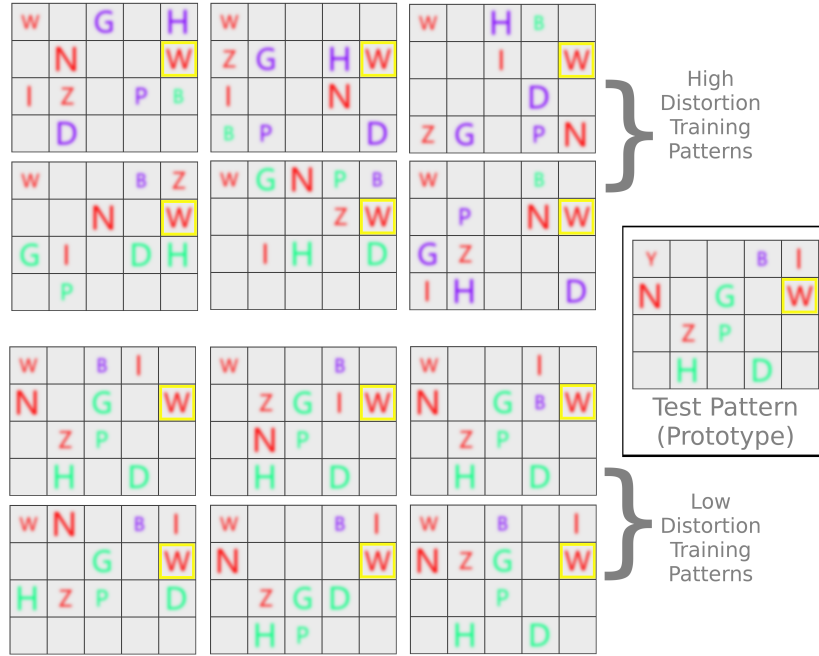 W G H
N W
I Z P B
D
W
Z G H W
I N
B P D
W H B
I W
D
Z G P N
High
Distortion
Training
Patterns
W B Z
N W
G I D H
P
W G N P B
Z W
I H D
W B
P N W
G Z
I H D
Y B I
N G W
Z P
H D
Test Pattern
(Prototype)
W B I
N G W
Z P
H D
W B
Z G I W
N P
H D
W I
N G B W
Z P
H D
Low
Distortion
Training
Patterns
W N B I
G W
H Z P D
W B I
N W
Z G D
H P
W B I
N Z G W
P
H D